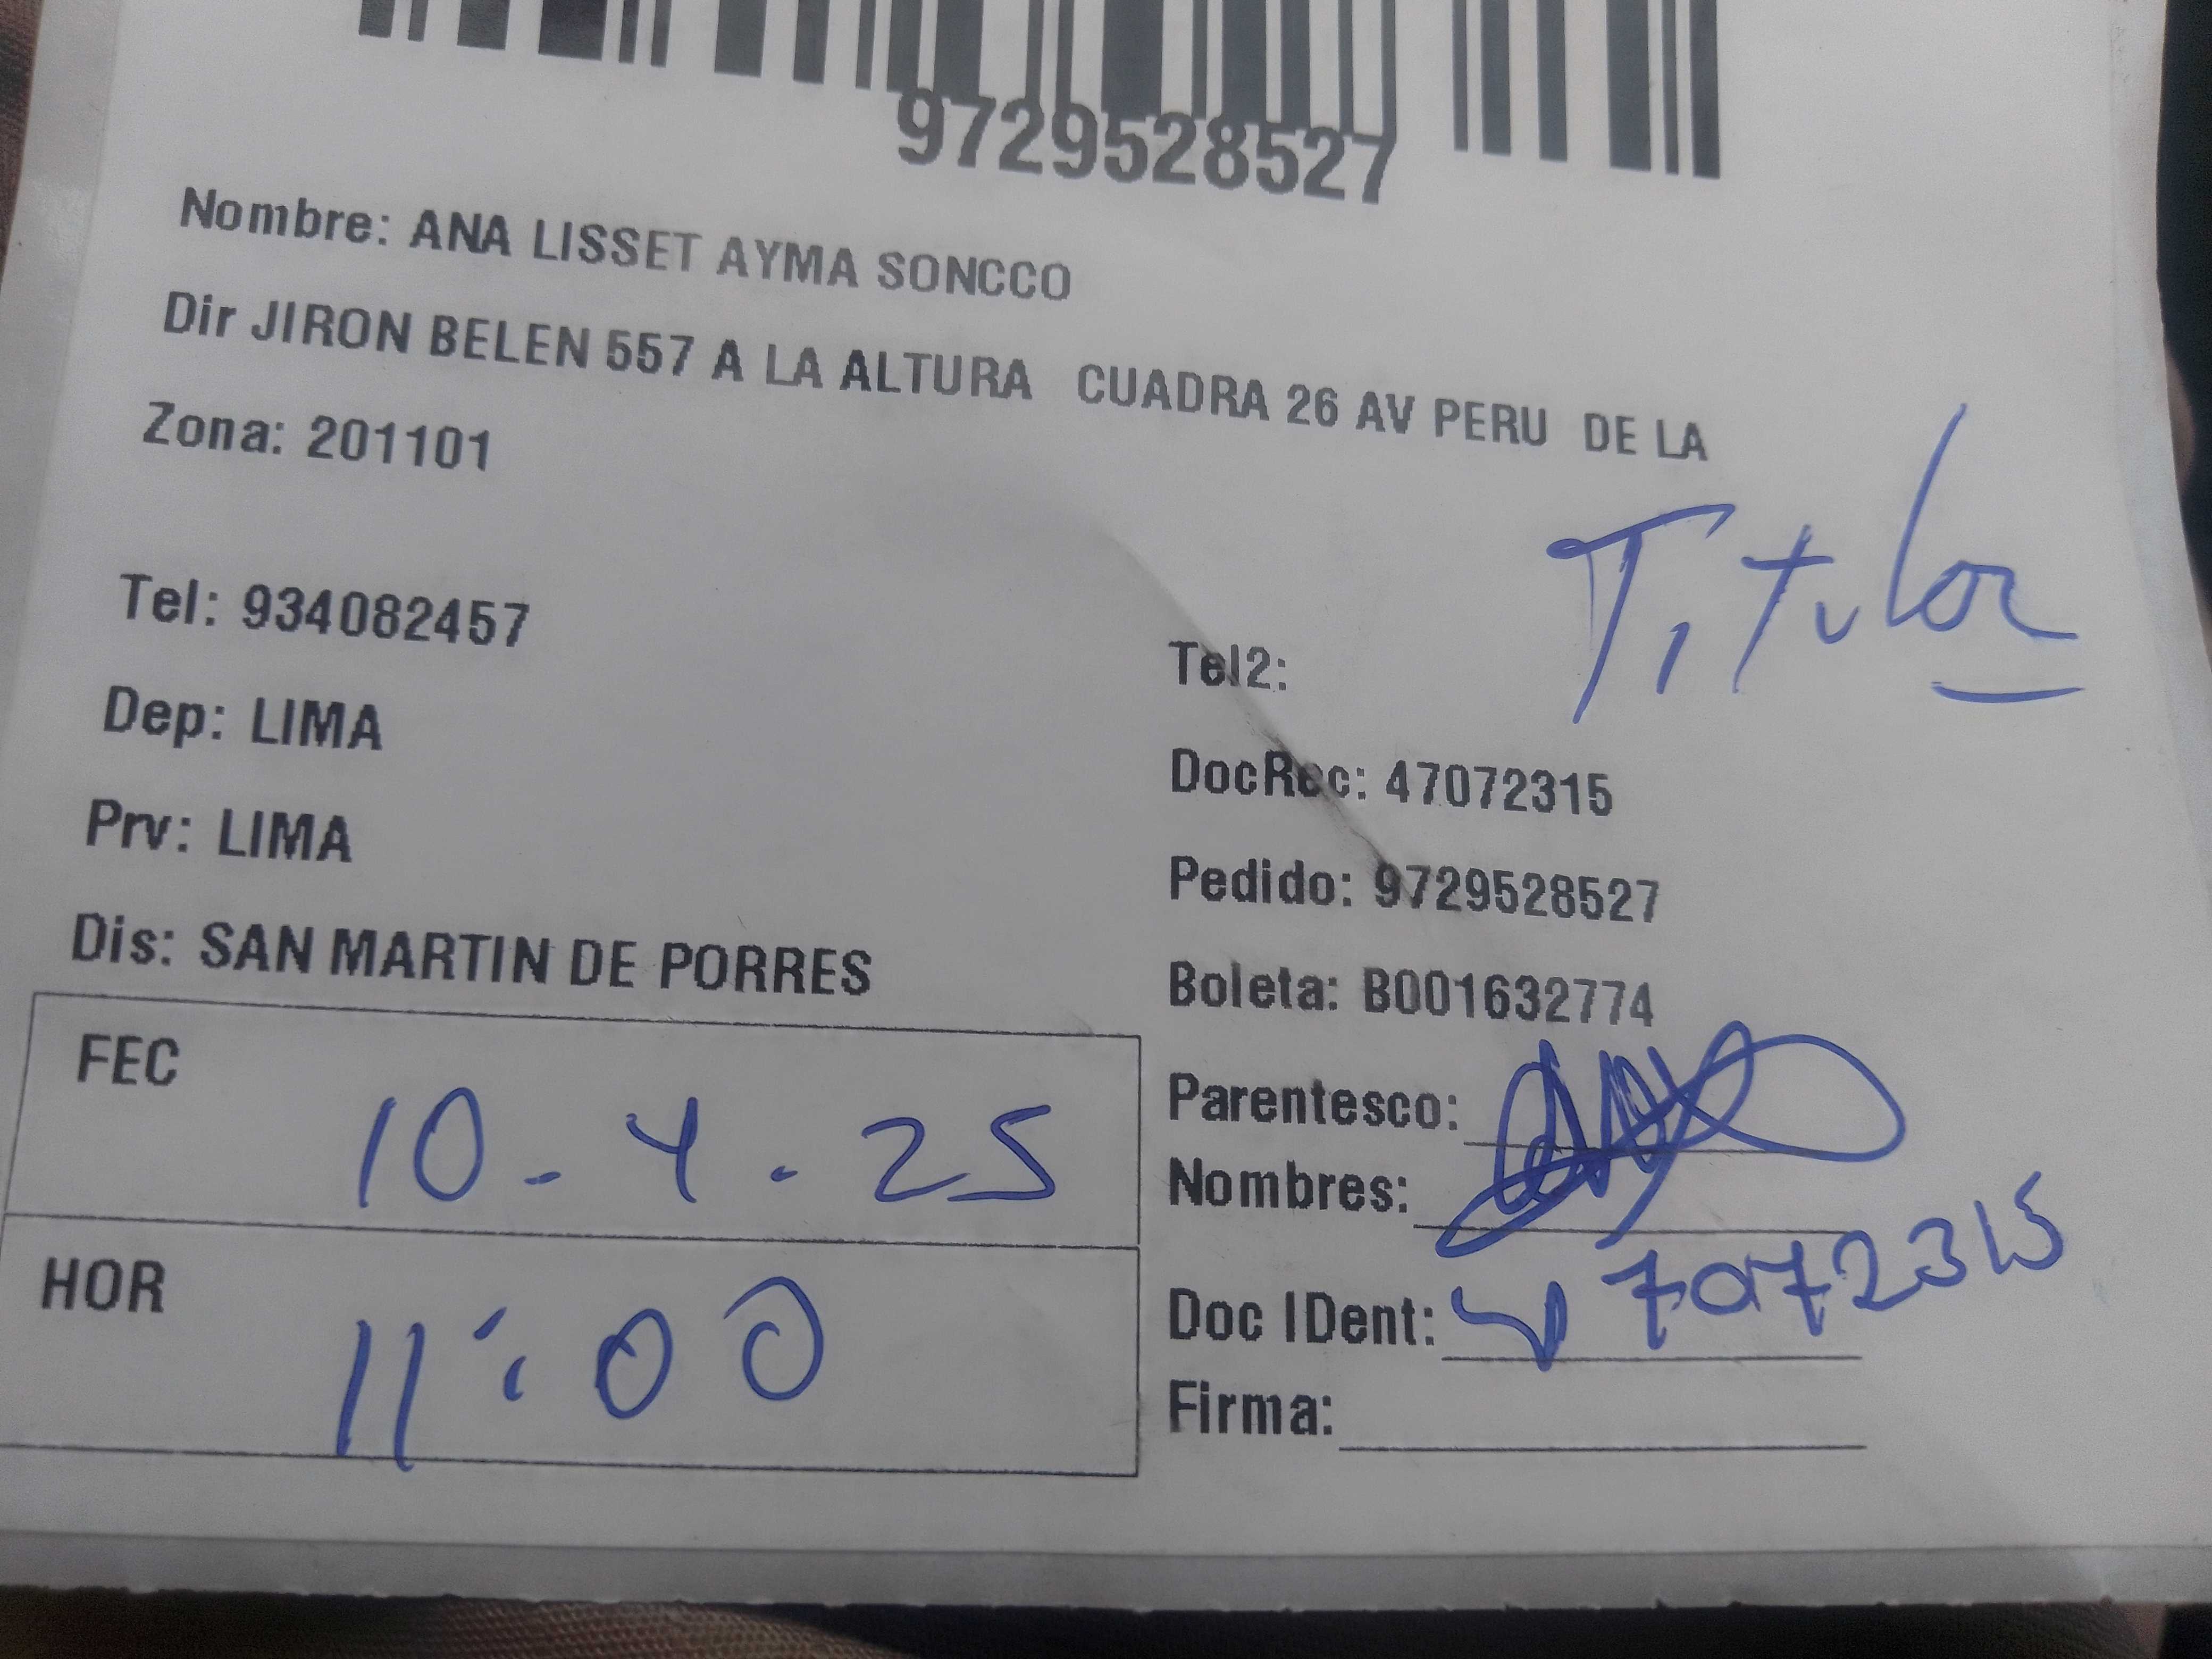 9729528527
Nombre: ANA LISSET AYMA SONCCO
Dir JIRON BELEN 557 A LA ALTURA CUADRA 26 AV PERU DE LA
Zona: 201101
Titular
Tel: 934082457
Tel2:
Dep: LIMA
DocRec: 47072315
Prv: LIMA
Pedido: 9729528527
Dis: SAN MARTIN DE PORRES
Boleta: B001632774
FEC 10-4-25
Parentesco:
Nombres:
HOR 11:00
Doc IDent: 47072315
Firma: